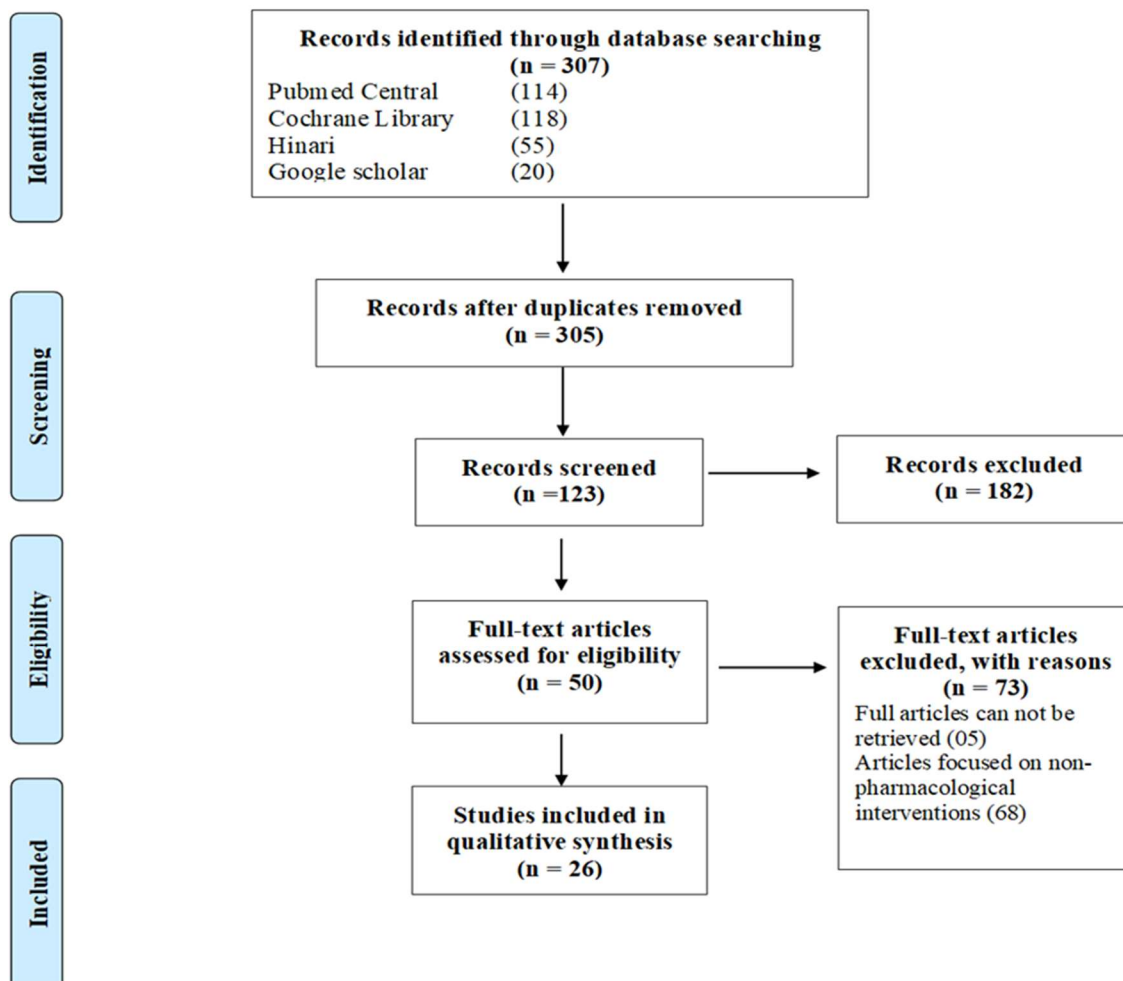 Identification
Records identified through database searching
(n = 307)
Pubmed Central (114)
Cochrane Library (118)
Hinari (55)
Google scholar (20)
Screening
Records after duplicates removed
(n = 305)
Records screened
(n =123)
Records excluded
(n = 182)
Eligibility
Full-text articles
assessed for eligibility
(n = 50)
Full-text articles
excluded, with reasons
(n = 73)
Full articles can not be
retrieved (05)
Articles focused on non-
pharmacological
interventions (68)
Included
Studies included in
qualitative synthesis
(n = 26)